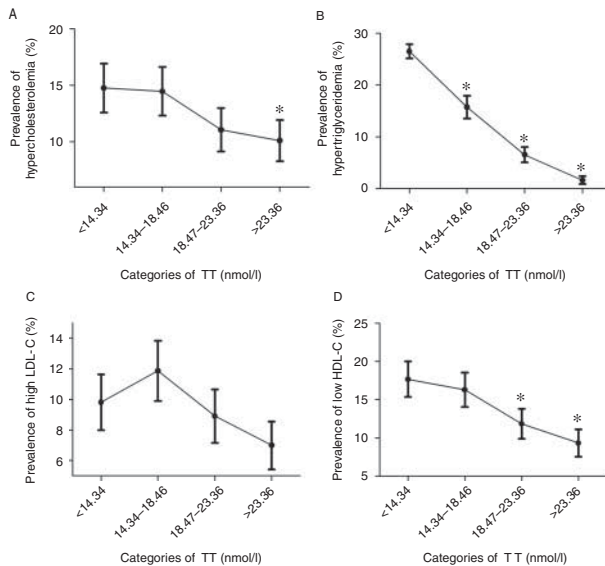 A
Prevalence of
hypercholesterolemia (%)
20
15
10
*
<14.34
14.34–18.46
18.47–23.36
>23.36
Categories of TT (nmol/l)
B
Prevalence of
hypertriglyceridemia (%)
30
20
10
0
*
*
*
<14.34
14.34–18.46
18.47–23.36
>23.36
Categories of TT (nmol/l)
C
Prevalence of high LDL-C (%)
14
12
10
8
6
<14.34
14.34–18.46
18.47–23.36
>23.36
Categories of TT (nmol/l)
D
Prevalence of low HDL-C (%)
25
20
15
10
5
*
*
<14.34
14.34–18.46
18.47–23.36
>23.36
Categories of T T (nmol/l)